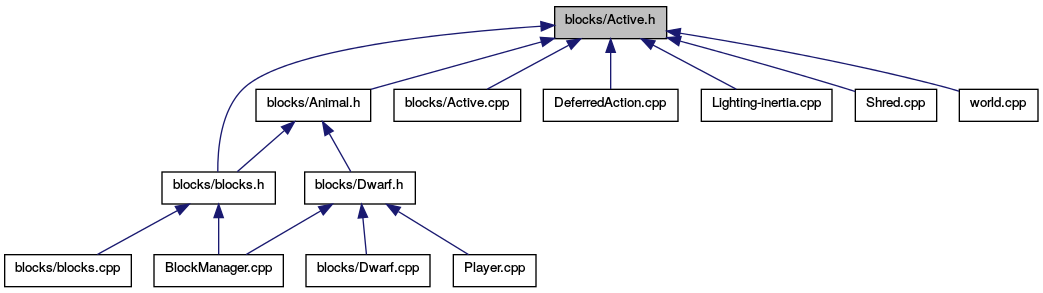 blocks/Active.h
blocks/Animal.h
blocks/Active.cpp
DeferredAction.cpp
Lighting-inertia.cpp
Shred.cpp
world.cpp
blocks/blocks.h
blocks/Dwarf.h
blocks/blocks.cpp
BlockManager.cpp
blocks/Dwarf.cpp
Player.cpp